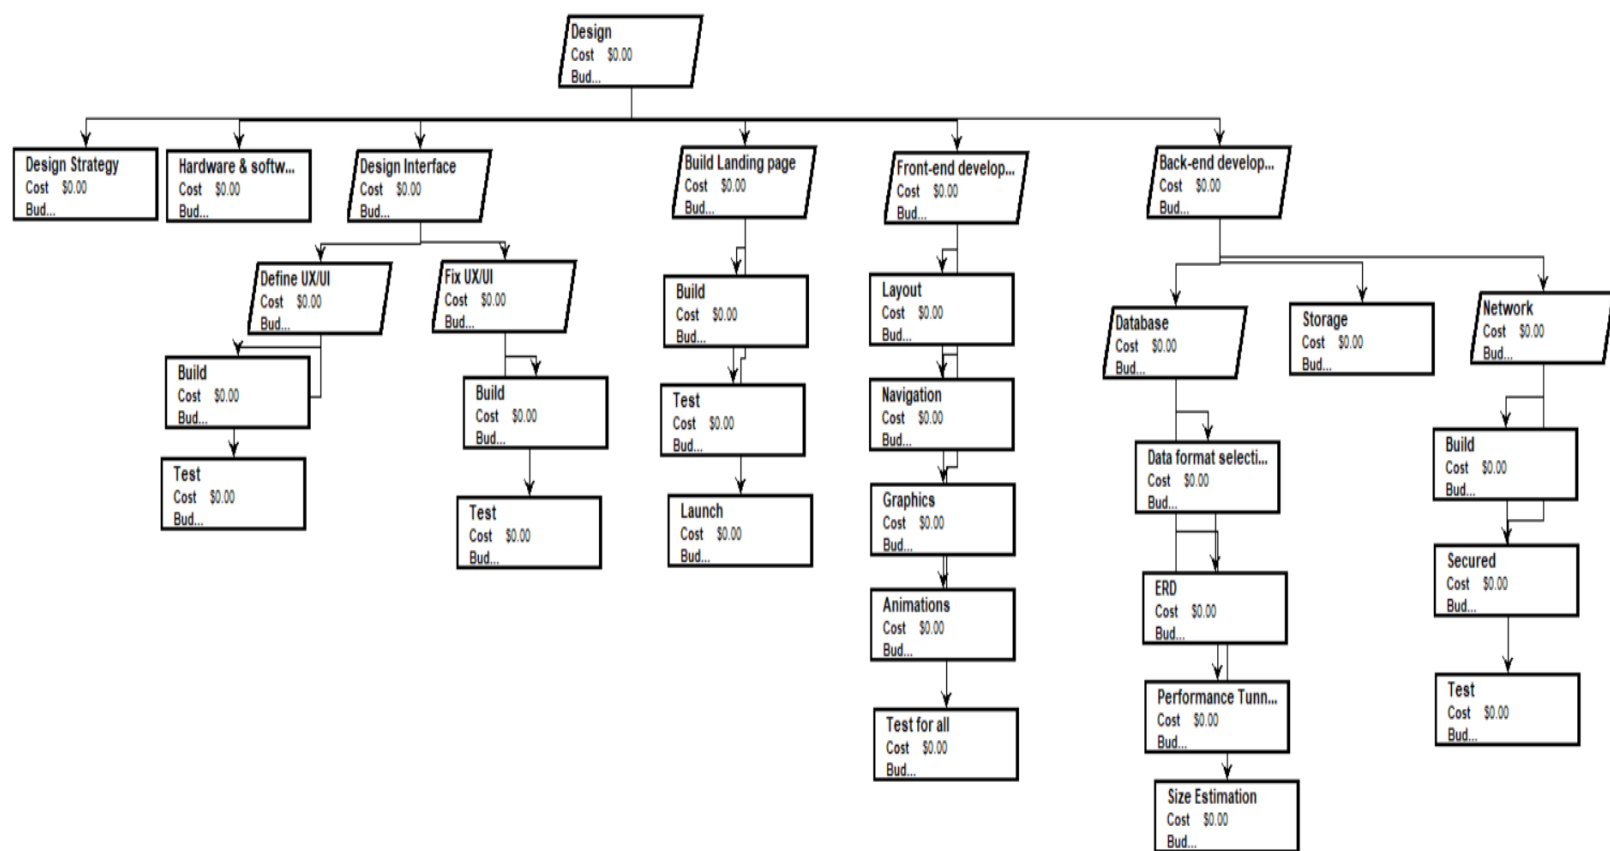 Design
Cost $0.00
Bud...
Design Strategy
Cost $0.00
Bud...
Hardware & softw...
Cost $0.00
Bud...
Design Interface
Cost $0.00
Bud...
Build Landing page
Cost $0.00
Bud...
Front-end develop...
Cost $0.00
Bud...
Back-end develop...
Cost $0.00
Bud...
Define UX/UI
Cost $0.00
Bud...
Build
Cost $0.00
Bud...
Test
Cost $0.00
Bud...
Fix UX/UI
Cost $0.00
Bud...
Build
Cost $0.00
Bud...
Test
Cost $0.00
Bud...
Build
Cost $0.00
Bud...
Test
Cost $0.00
Bud...
Launch
Cost $0.00
Bud...
Layout
Cost $0.00
Bud...
Navigation
Cost $0.00
Bud...
Graphics
Cost $0.00
Bud...
Animations
Cost $0.00
Bud...
Test for all
Cost $0.00
Bud...
Database
Cost $0.00
Bud...
Data format selecti...
Cost $0.00
Bud...
ERD
Cost $0.00
Bud...
Performance Tunn...
Cost $0.00
Bud...
Size Estimation
Cost $0.00
Bud...
Storage
Cost $0.00
Bud...
Network
Cost $0.00
Bud...
Build
Cost $0.00
Bud...
Secured
Cost $0.00
Bud...
Test
Cost $0.00
Bud...